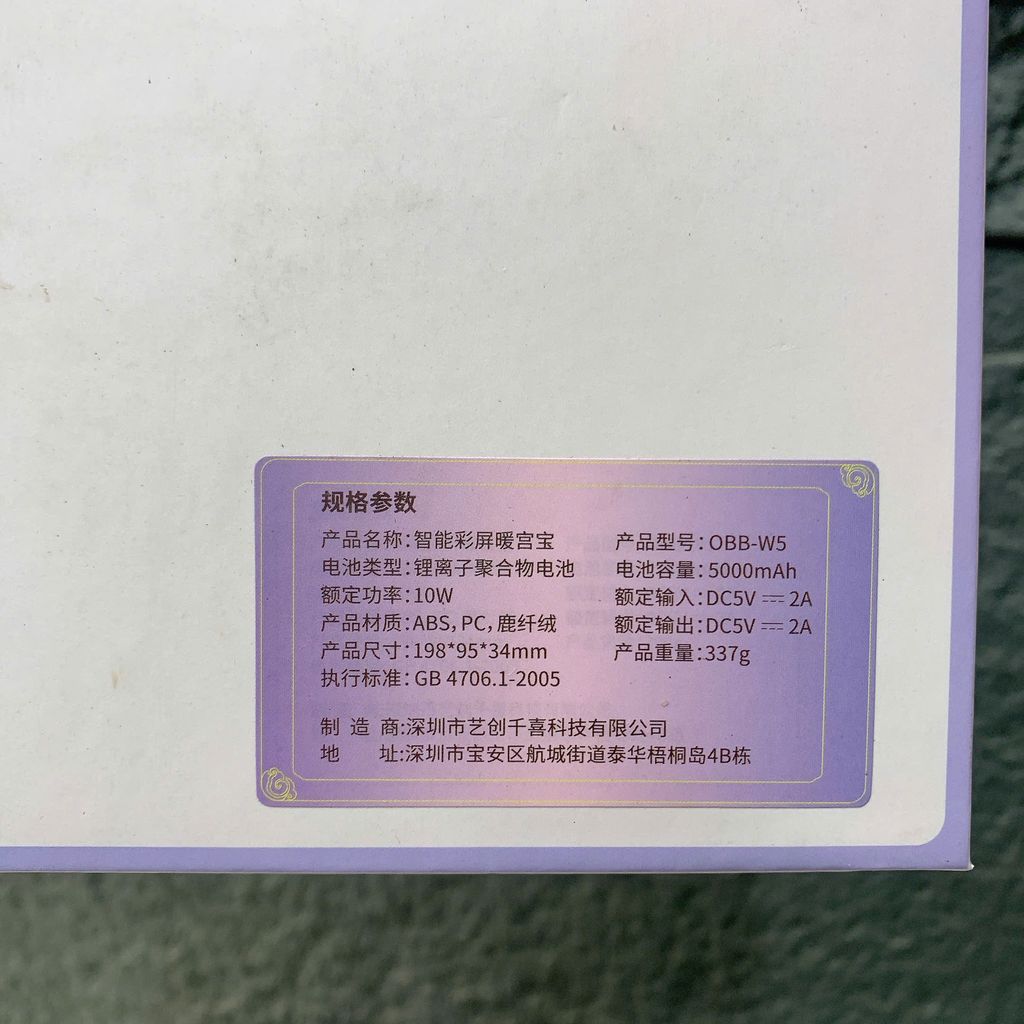 规格参数
产品名称:智能彩屏暖宫宝 产品型号:OBB-W5
电池类型:锂离子聚合物电池 电池容量:5000mAh
额定功率:10W 额定输入:DC5V ⎓ 2A
产品材质:ABS, PC, 鹿纤绒 额定输出:DC5V ⎓ 2A
产品尺寸:198*95*34mm 产品重量:337g
执行标准:GB 4706.1-2005
制 造 商:深圳市艺创千喜科技有限公司
地 址:深圳市宝安区航城街道泰华梧桐岛4B栋